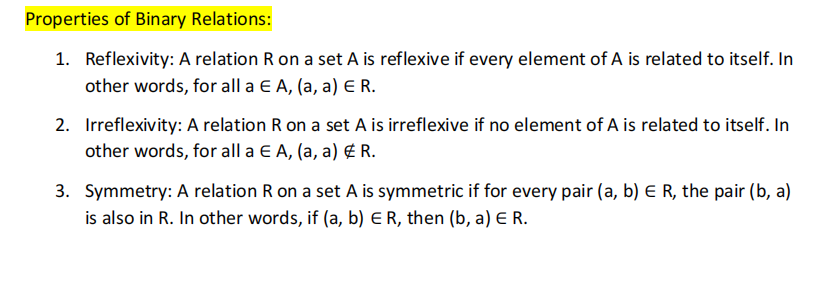 Properties of Binary Relations:
1. Reflexivity: A relation R on a set A is reflexive if every element of A is related to itself. In
other words, for all a ∈ A, (a, a) ∈ R.
2. Irreflexivity: A relation R on a set A is irreflexive if no element of A is related to itself. In
other words, for all a ∈ A, (a, a) ∉ R.
3. Symmetry: A relation R on a set A is symmetric if for every pair (a, b) ∈ R, the pair (b, a)
is also in R. In other words, if (a, b) ∈ R, then (b, a) ∈ R.